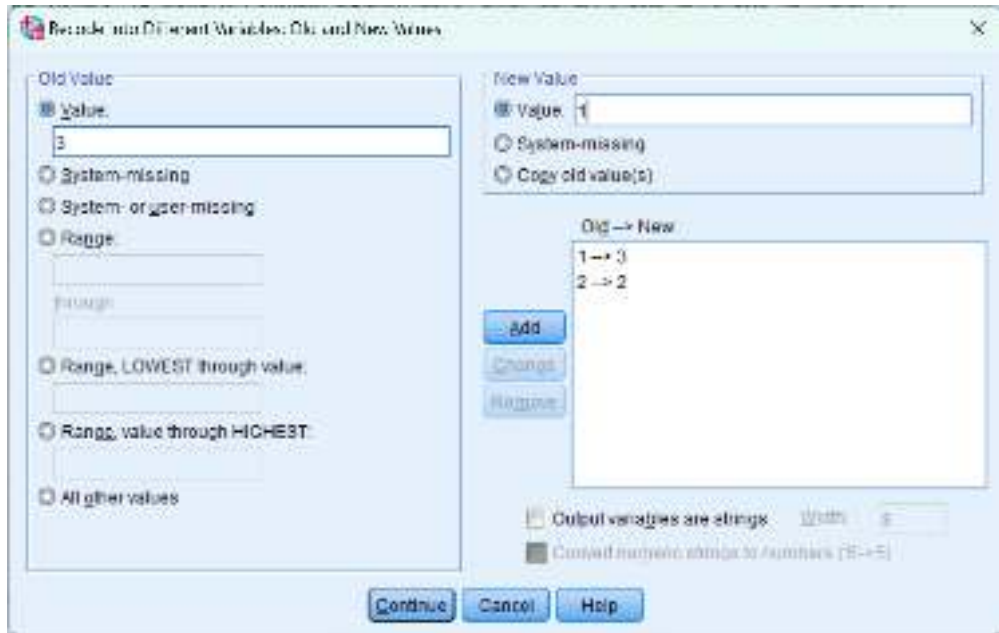 Recode into Different Variables: Old and New Values
Old Value
Value:
3
System-missing
System- or user-missing
Range:
through
Range, LOWEST through value:
Range, value through HIGHEST:
All other values
New Value
Value: 1
System-missing
Copy old value(s)
Old --> New:
1 --> 3
2 --> 2
Add
Change
Remove
Output variables are strings Width: 8
Convert numeric strings to numbers ('5'->5)
Continue Cancel Help